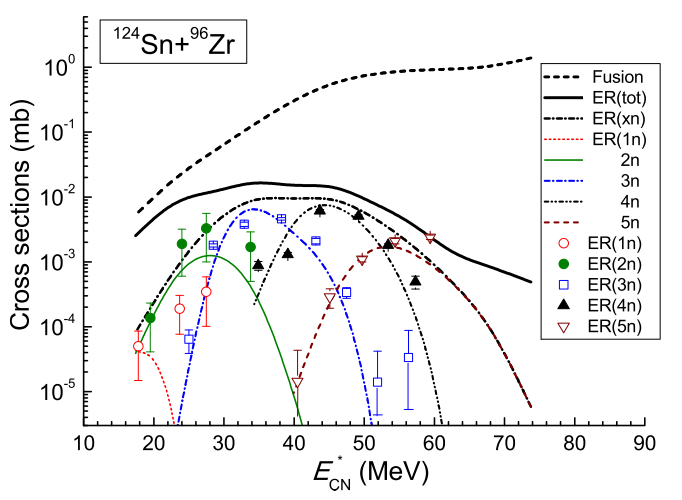 ¹²⁴Sn+⁹⁶Zr
Cross sections (mb)
10⁰
10⁻¹
10⁻²
10⁻³
10⁻⁴
10⁻⁵
10 20 30 40 50 60 70 80 90
E*CN (MeV)
Fusion
ER(tot)
ER(xn)
ER(1n)
2n
3n
4n
5n
ER(1n)
ER(2n)
ER(3n)
ER(4n)
ER(5n)